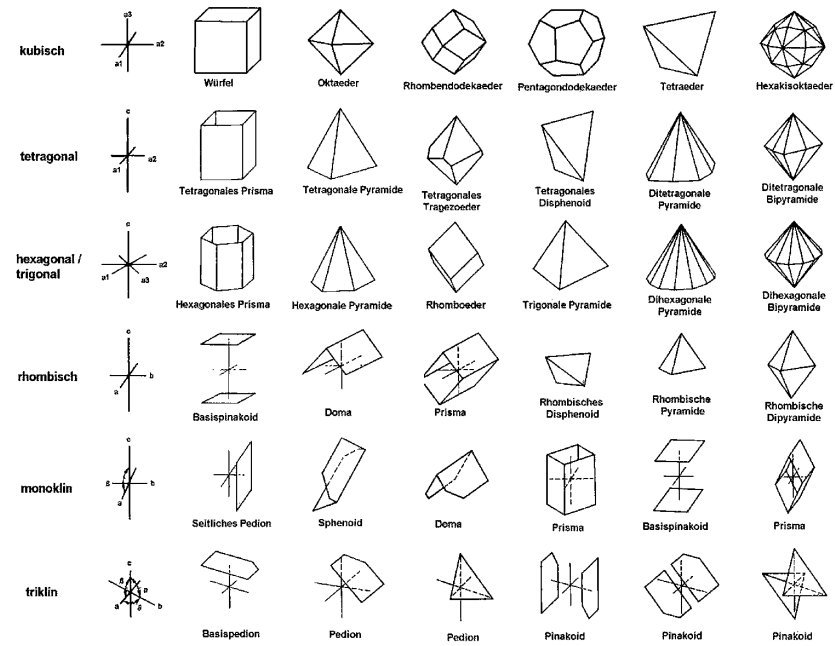 a3
kubisch
a2
a1
Würfel
Oktaeder
Rhombendodekaeder
Pentagondodekaeder
Tetraeder
Hexakisoktaeder
c
tetragonal
a1
a2
Tetragonales Prisma
Tetragonale Pyramide
Tetragonales
Trapezoeder
Tetragonales
Disphenoid
Ditetragonale
Pyramide
Ditetragonale
Bipyramide
c
hexagonal /
trigonal
a1
a2
a3
Hexagonales Prisma
Hexagonale Pyramide
Rhomboeder
Trigonale Pyramide
Dihexagonale
Pyramide
Dihexagonale
Bipyramide
c
rhombisch
b
a
Basispinakoid
Doma
Prisma
Rhombisches
Disphenoid
Rhombische
Pyramide
Rhombische
Dipyramide
c
monoklin
ß
b
a
Seitliches Pedion
Sphenoid
Doma
Prisma
Basispinakoid
Prisma
c
triklin
ß
a
b
Basispedion
Pedion
Pedion
Pinakoid
Pinakoid
Pinakoid